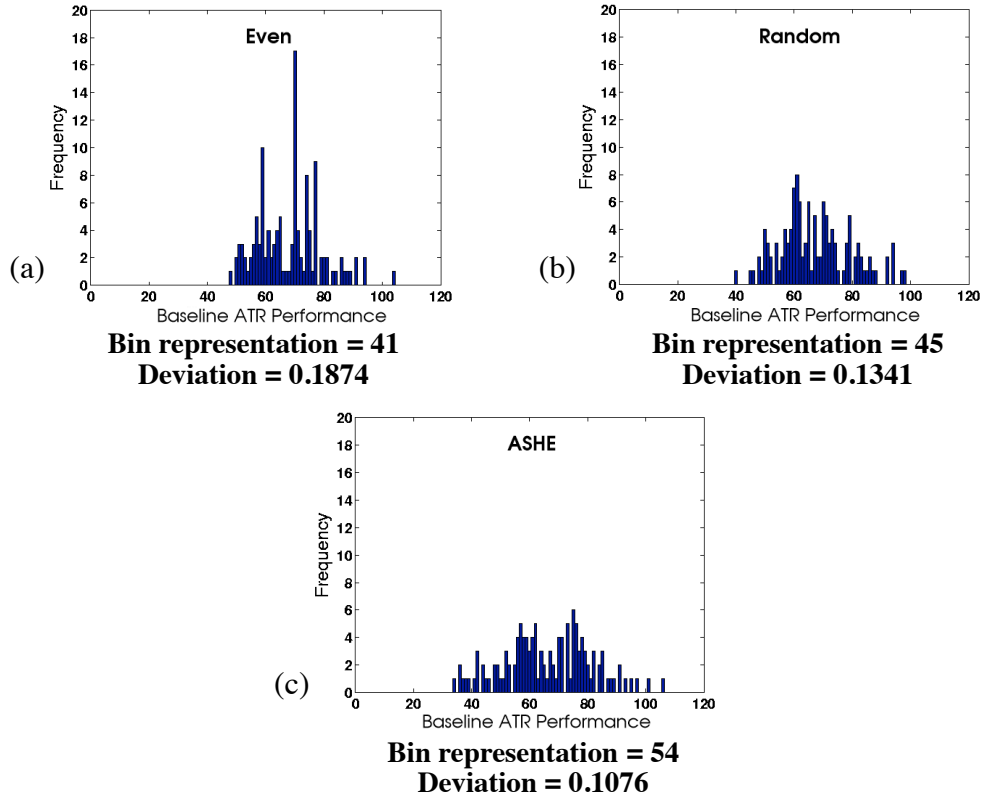 Even
20
18
16
14
12
10
8
6
4
2
0
Frequency
0 20 40 60 80 100 120
Baseline ATR Performance
(a)
Bin representation = 41
Deviation = 0.1874
Random
20
18
16
14
12
10
8
6
4
2
0
Frequency
0 20 40 60 80 100 120
Baseline ATR Performance
(b)
Bin representation = 45
Deviation = 0.1341
ASHE
20
18
16
14
12
10
8
6
4
2
0
Frequency
0 20 40 60 80 100 120
Baseline ATR Performance
(c)
Bin representation = 54
Deviation = 0.1076